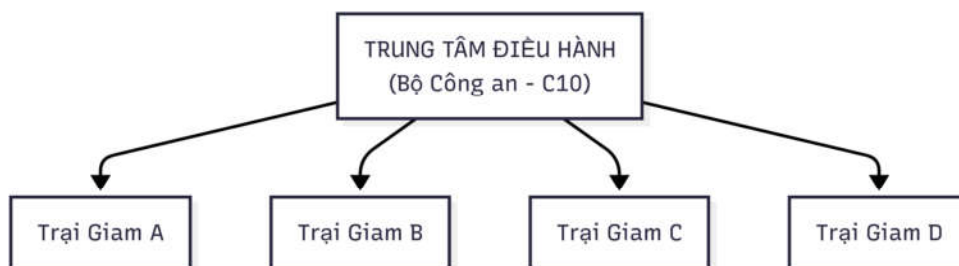 TRUNG TÂM ĐIỀU HÀNH
(Bộ Công an - C10)
Trại Giam A
Trại Giam B
Trại Giam C
Trại Giam D